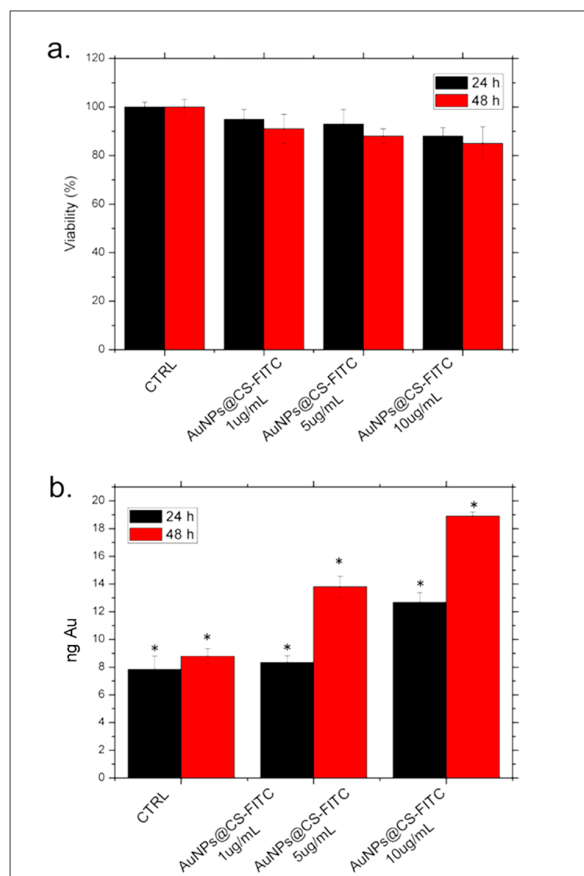 a.
120
100
80
60
40
20
0
Viability (%)
24 h
48 h
CTRL
AuNPs@CS-FITC
1ug/mL
AuNPs@CS-FITC
5ug/mL
AuNPs@CS-FITC
10ug/mL
b.
20
18
16
14
12
10
8
6
4
2
0
ng Au
24 h
48 h
*
*
*
*
*
*
CTRL
AuNPs@CS-FITC
1ug/mL
AuNPs@CS-FITC
5ug/mL
AuNPs@CS-FITC
10ug/mL